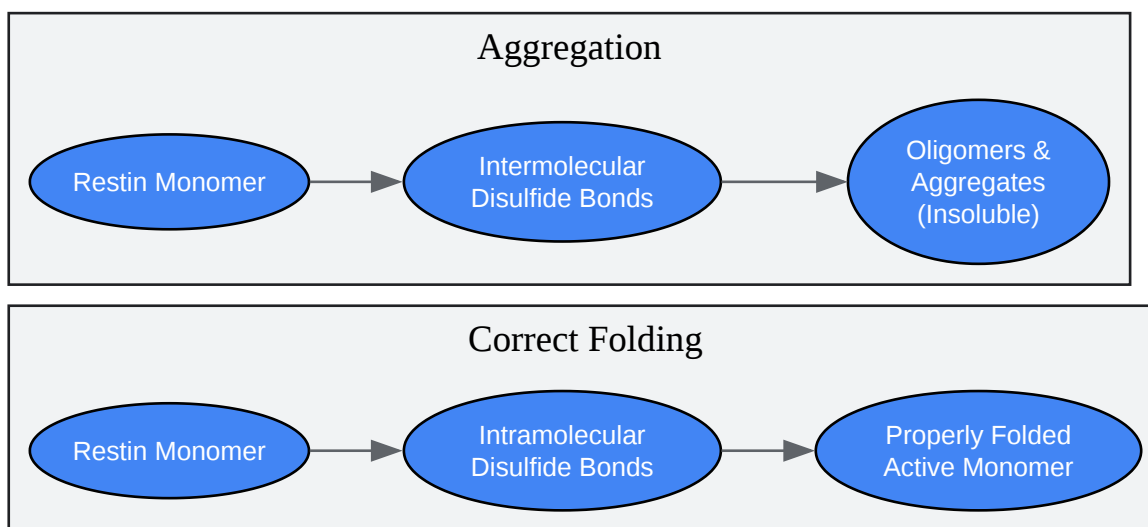 Aggregation
Restin Monomer
Intermolecular
Disulfide Bonds
Oligomers &
Aggregates
(Insoluble)
Correct Folding
Restin Monomer
Intramolecular
Disulfide Bonds
Properly Folded
Active Monomer